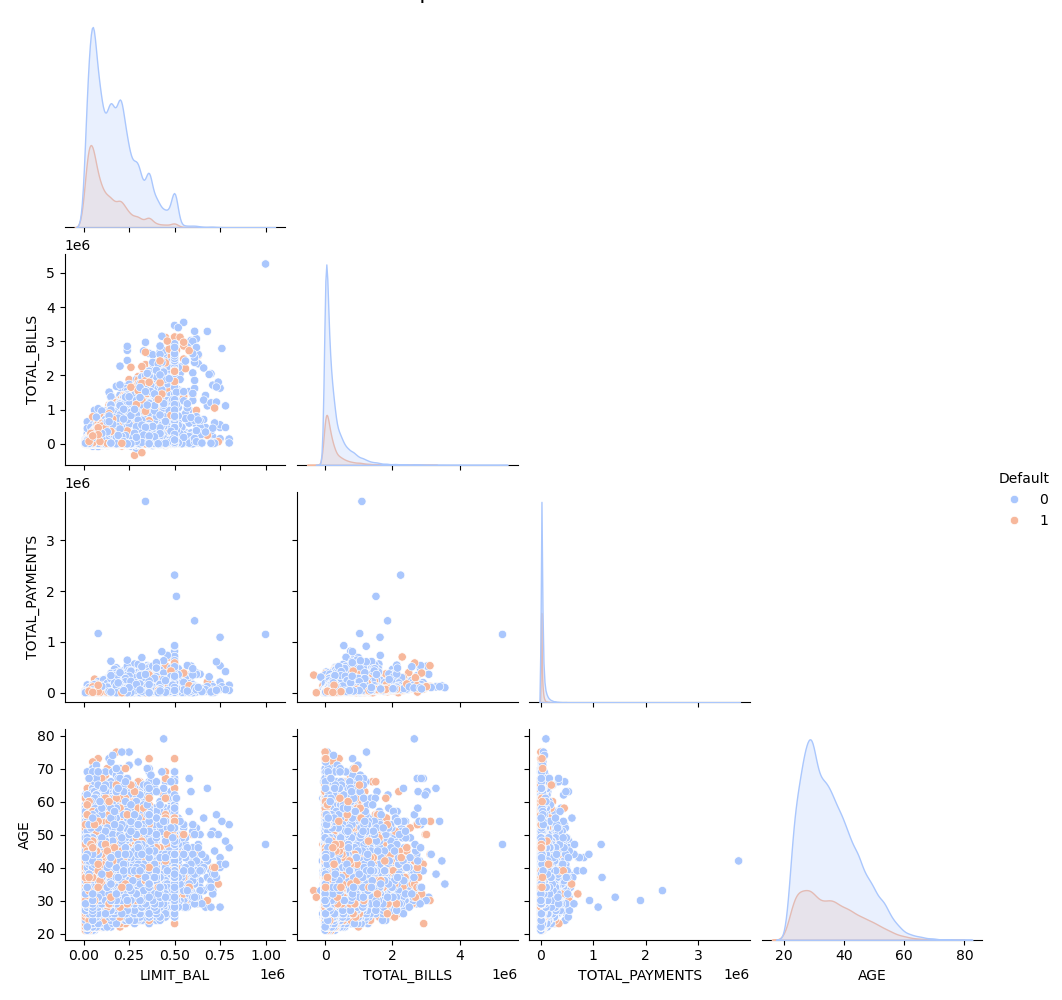 1e6
5
4
3
2
1
0
TOTAL_BILLS
1e6
3
2
1
0
TOTAL_PAYMENTS
Default
0
1
80
70
60
50
40
30
20
AGE
0.00 0.25 0.50 0.75 1.00
1e6
LIMIT_BAL
0 2 4
1e6
TOTAL_BILLS
0 1 2 3
1e6
TOTAL_PAYMENTS
20 40 60 80
AGE